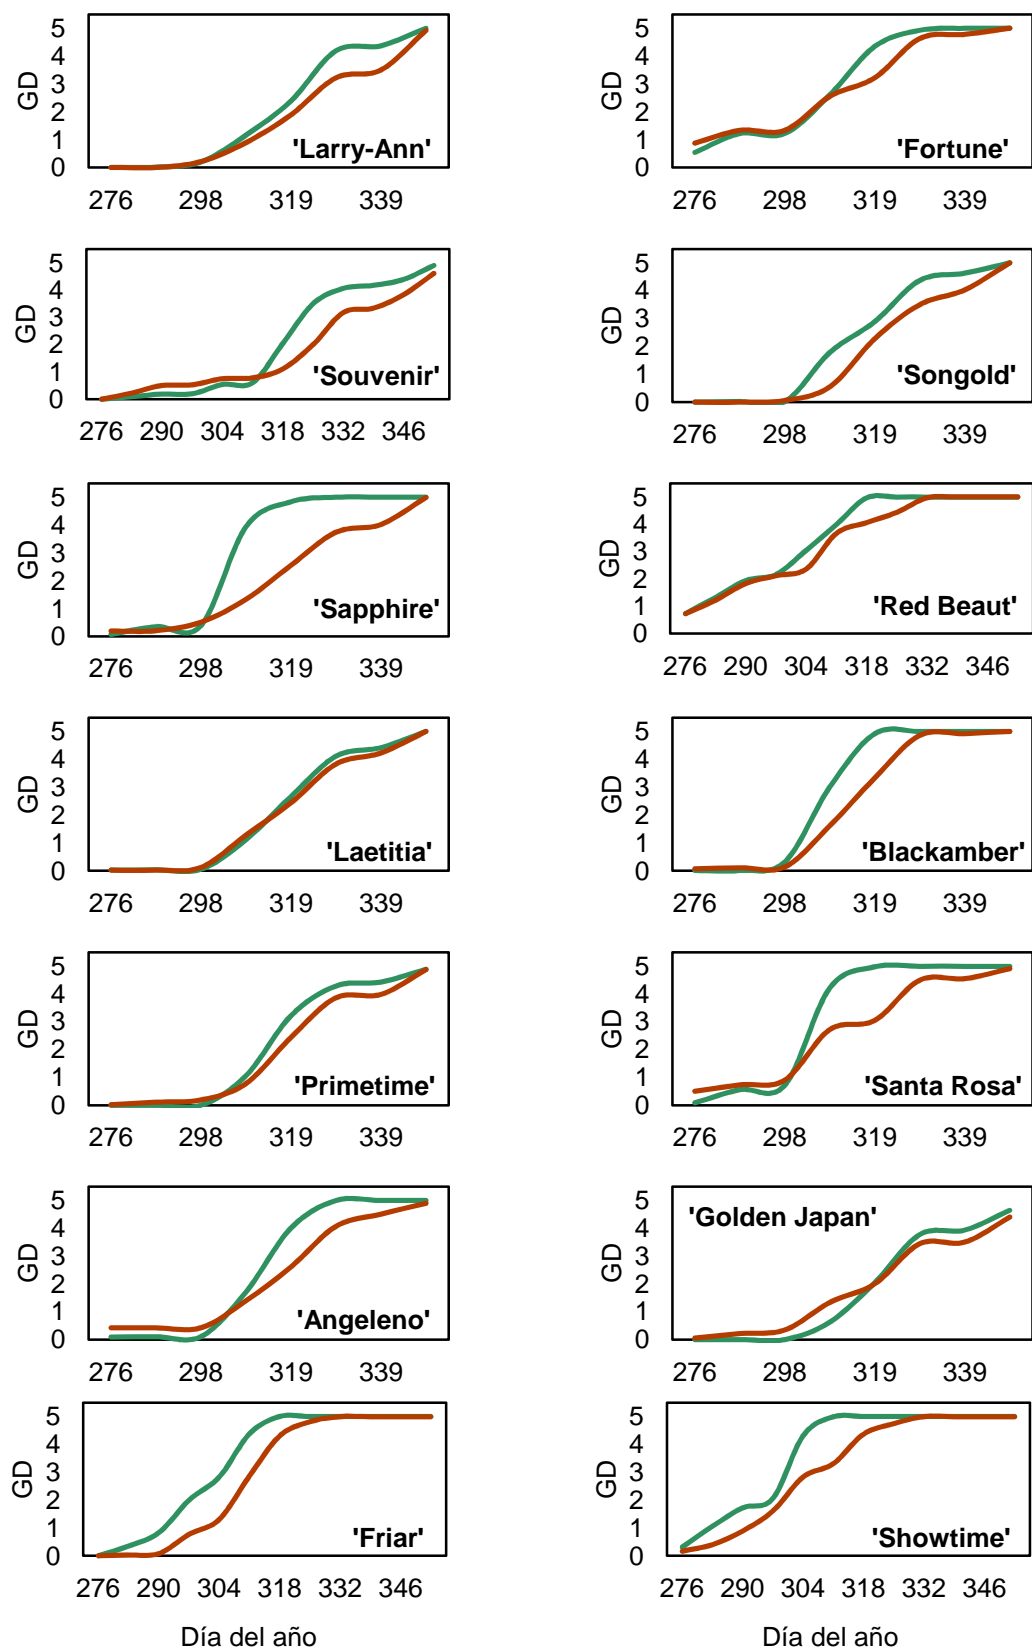 5
4
3
2
1
0
GD
'Larry-Ann'
276 298 319 339
5
4
3
2
1
0
GD
'Fortune'
276 298 319 339
5
4
3
2
1
0
GD
'Souvenir'
276 290 304 318 332 346
5
4
3
2
1
0
GD
'Songold'
276 298 319 339
5
4
3
2
1
0
GD
'Sapphire'
276 298 319 339
5
4
3
2
1
0
GD
'Red Beaut'
276 290 304 318 332 346
5
4
3
2
1
0
GD
'Laetitia'
276 298 319 339
5
4
3
2
1
0
GD
'Blackamber'
276 298 319 339
5
4
3
2
1
0
GD
'Primetime'
276 298 319 339
5
4
3
2
1
0
GD
'Santa Rosa'
276 298 319 339
5
4
3
2
1
0
GD
'Angeleno'
276 298 319 339
5
4
3
2
1
0
GD
'Golden Japan'
276 298 319 339
5
4
3
2
1
0
GD
'Friar'
276 290 304 318 332 346
Día del año
5
4
3
2
1
0
GD
'Showtime'
276 290 304 318 332 346
Día del año